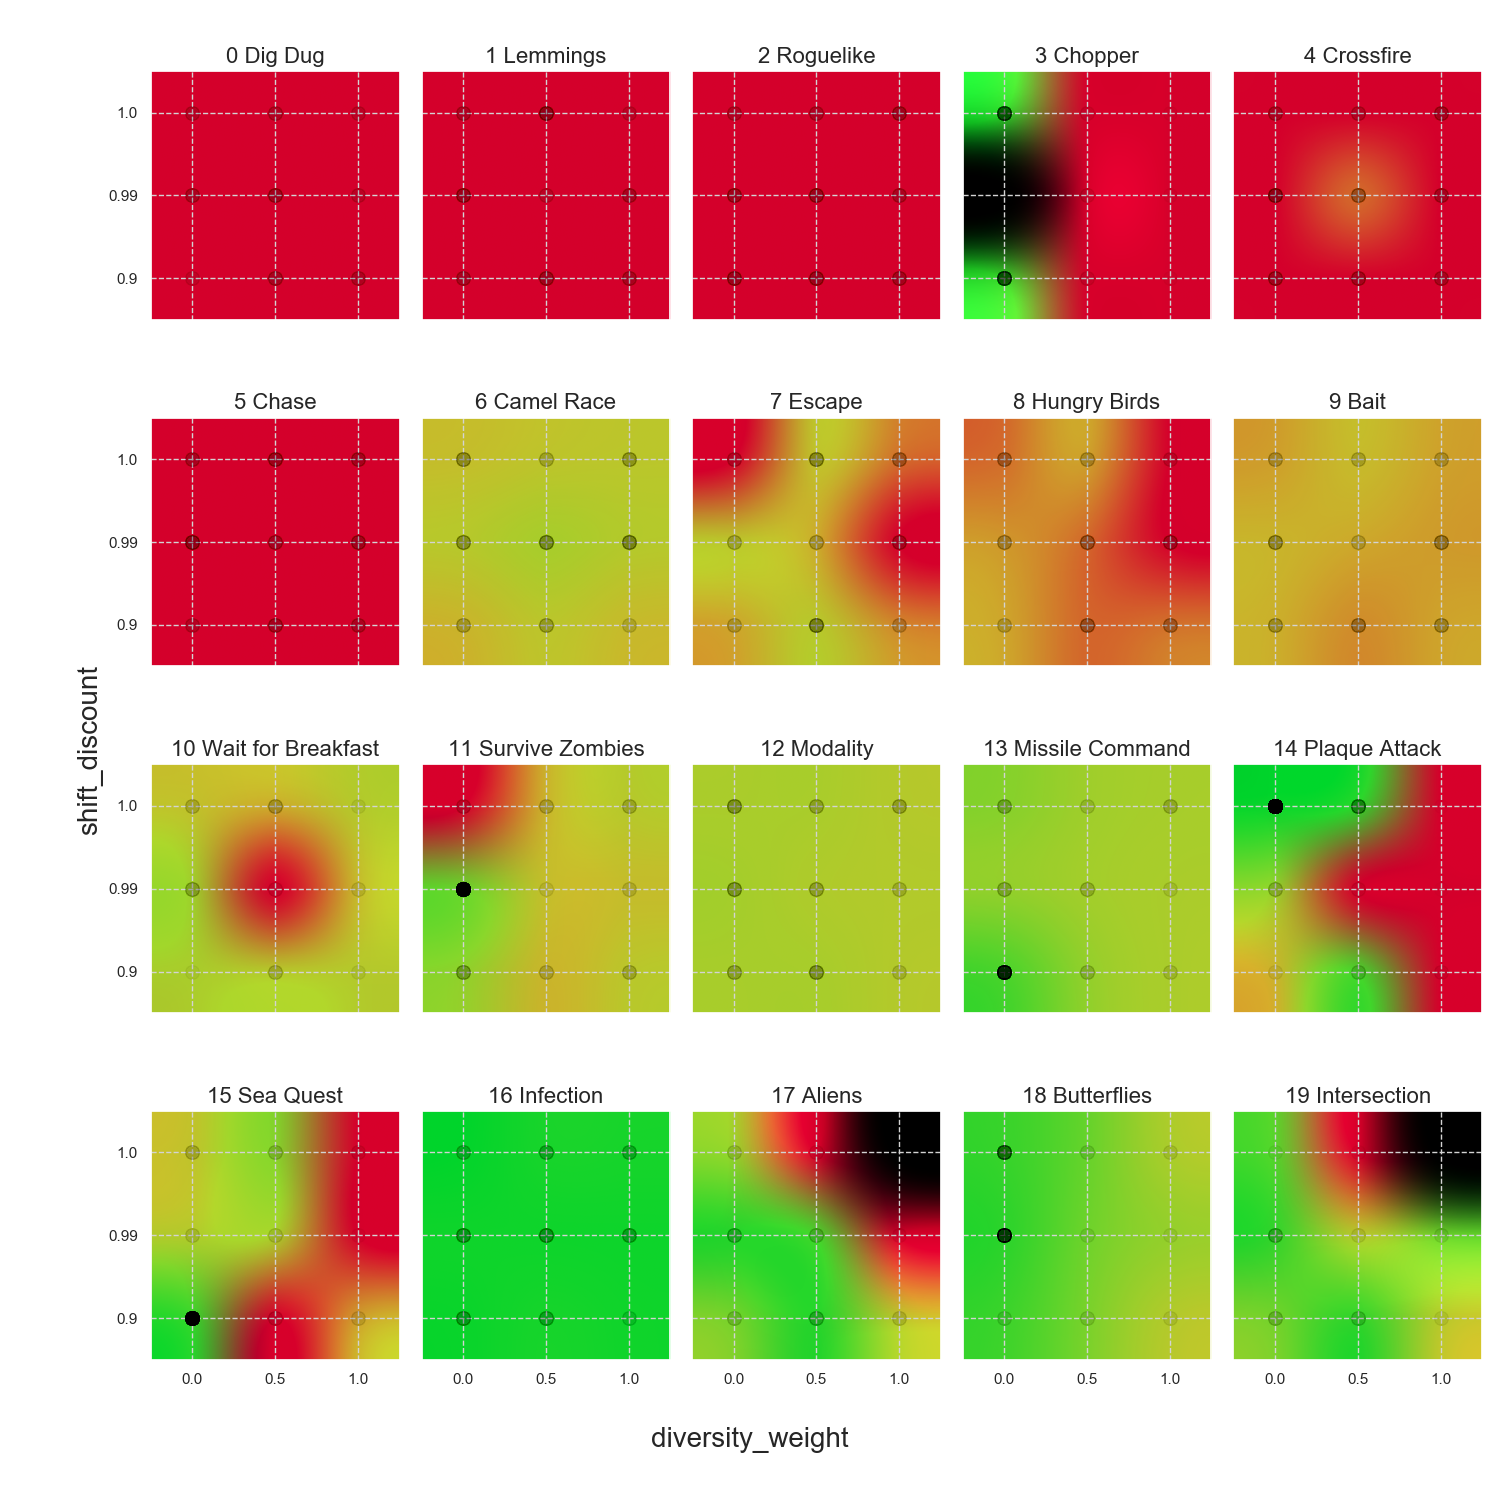 0 Dig Dug
1 Lemmings
2 Roguelike
3 Chopper
4 Crossfire
1.0
0.99
0.9
5 Chase
6 Camel Race
7 Escape
8 Hungry Birds
9 Bait
1.0
0.99
0.9
shift_discount
10 Wait for Breakfast
11 Survive Zombies
12 Modality
13 Missile Command
14 Plaque Attack
1.0
0.99
0.9
15 Sea Quest
16 Infection
17 Aliens
18 Butterflies
19 Intersection
1.0
0.99
0.9
0.0 0.5 1.0
0.0 0.5 1.0
0.0 0.5 1.0
0.0 0.5 1.0
0.0 0.5 1.0
diversity_weight